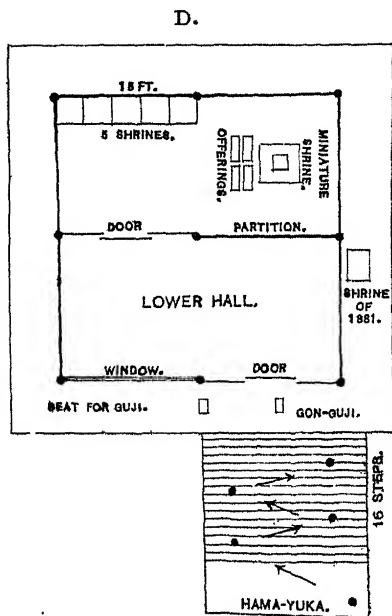 D.
15 FT.
5 SHRINES.
OFFERINGS.
MINIATURE
SHRINE.
DOOR
PARTITION.
LOWER HALL.
SHRINE
OF
1881.
WINDOW.
DOOR
SEAT FOR GUJI.
GON-GUJI.
16 STEPS.
HAMA-YUKA.